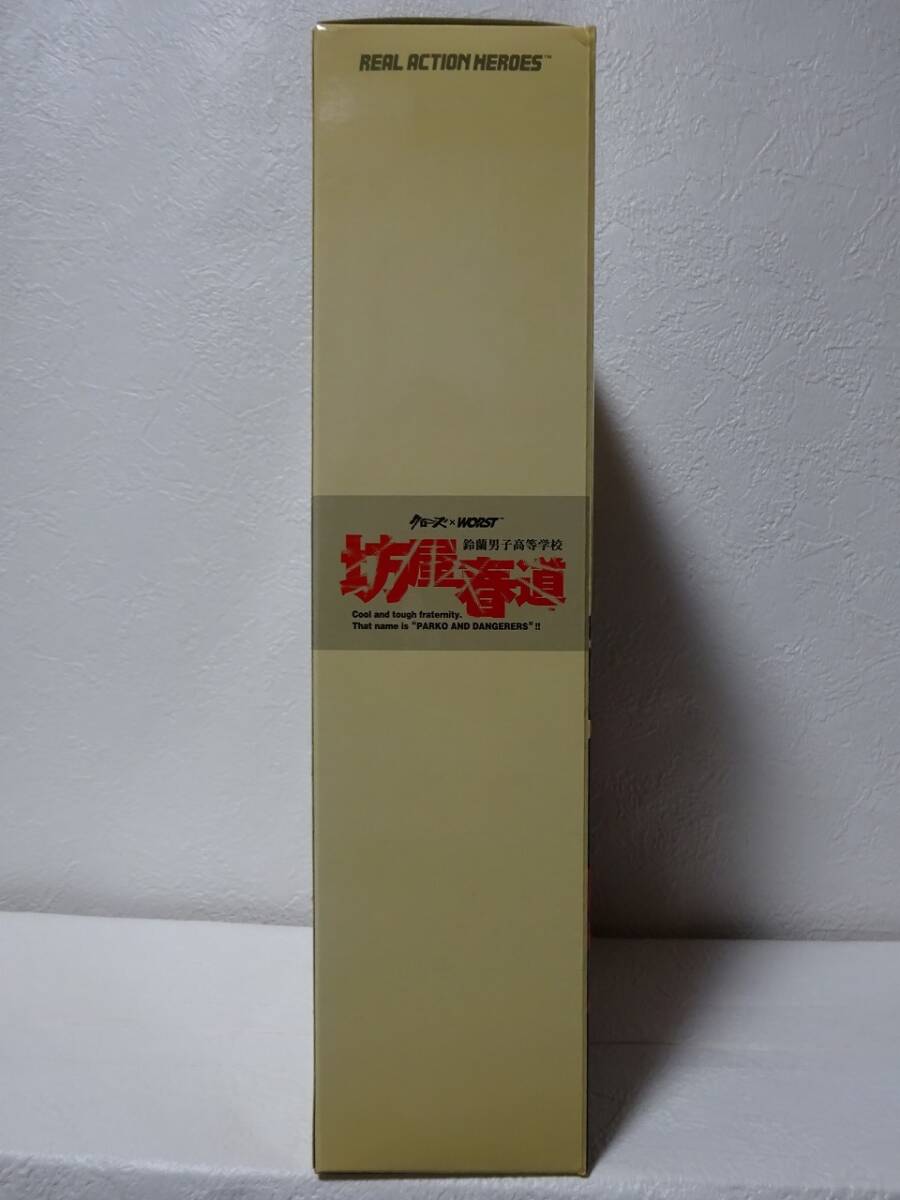 REAL ACTION HEROES™
クローズ×WORST™
鈴蘭男子高等学校
坊屋春道
Cool and tough fraternity.
That name is "PARKO AND DANGERERS"!!